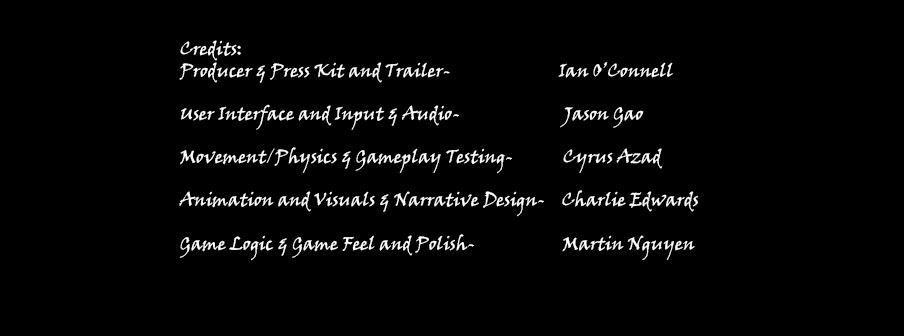 Credits:
Producer & Press Kit and Trailer- Ian O'Connell
User Interface and Input & Audio- Jason Gao
Movement/Physics & Gameplay Testing- Cyrus Azad
Animation and Visuals & Narrative Design- Charlie Edwards
Game Logic & Game Feel and Polish- Martin Nguyen